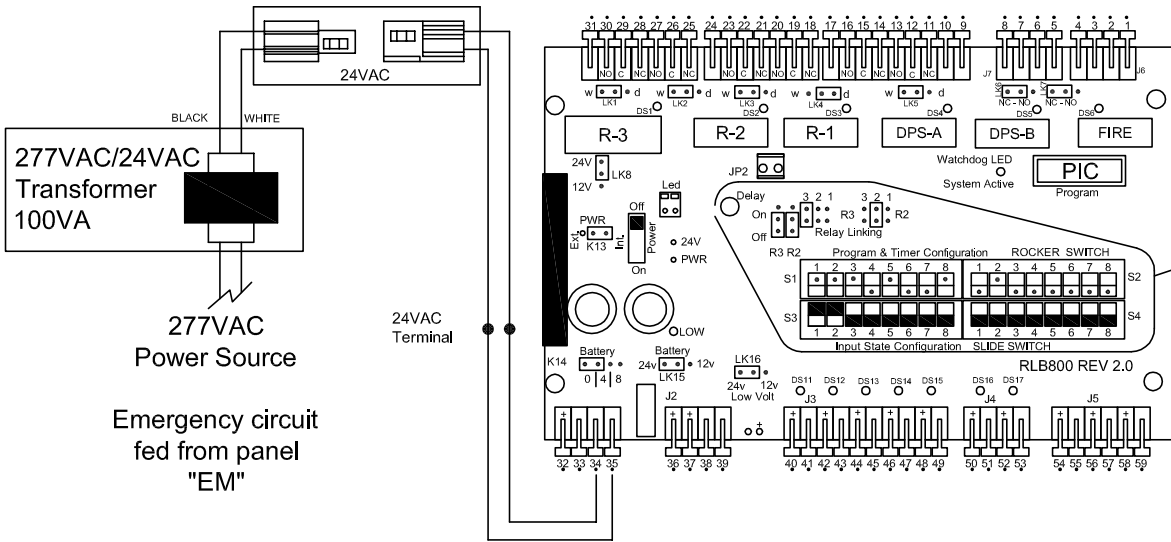 31 30 29 28 27 26 25 24 23 22 21 20 19 18 17 16 15 14 13 12 11 10 9 8 7 6 5 4 3 2 1
NO C NC NO C NC NO C NC NO C NC NO C NC NO C NC
J7 J6
24VAC
w d w d w d w d w d
LK1 LK2 LK3 LK4 LK5 LK6 LK7
NC - NO NC - NO
DS1 DS2 DS3 DS4 DS5 DS6
BLACK WHITE
R-3 R-2 R-1 DPS-A DPS-B FIRE
277VAC/24VAC
Transformer
100VA
24V
LK8
12V
JP2
Watchdog LED
System Active
PIC
Program
Led
Delay
On
Off
3 2 1
3 2 1
R3 R2
Relay Linking
R3 R2
PWR
Ext.
K13
Int.
Off
Power
On
24V
PWR
Program & Timer Configuration ROCKER SWITCH
S1 1 2 3 4 5 6 7 8 1 2 3 4 5 6 7 8 S2
S3 1 2 3 4 5 6 7 8 1 2 3 4 5 6 7 8 S4
Input State Configuration SLIDE SWITCH
277VAC
Power Source
24VAC
Terminal
LOW
K14
Battery
0 4 8
Battery
24v 12v
LK15
LK16
24v 12v
Low Volt
RLB800 REV 2.0
DS11 DS12 DS13 DS14 DS15 DS16 DS17
J2 J3 J4 J5
Emergency circuit
fed from panel
"EM"
+ + + + + + + + + + + +
32 33 34 35 36 37 38 39 40 41 42 43 44 45 46 47 48 49 50 51 52 53 54 55 56 57 58 59